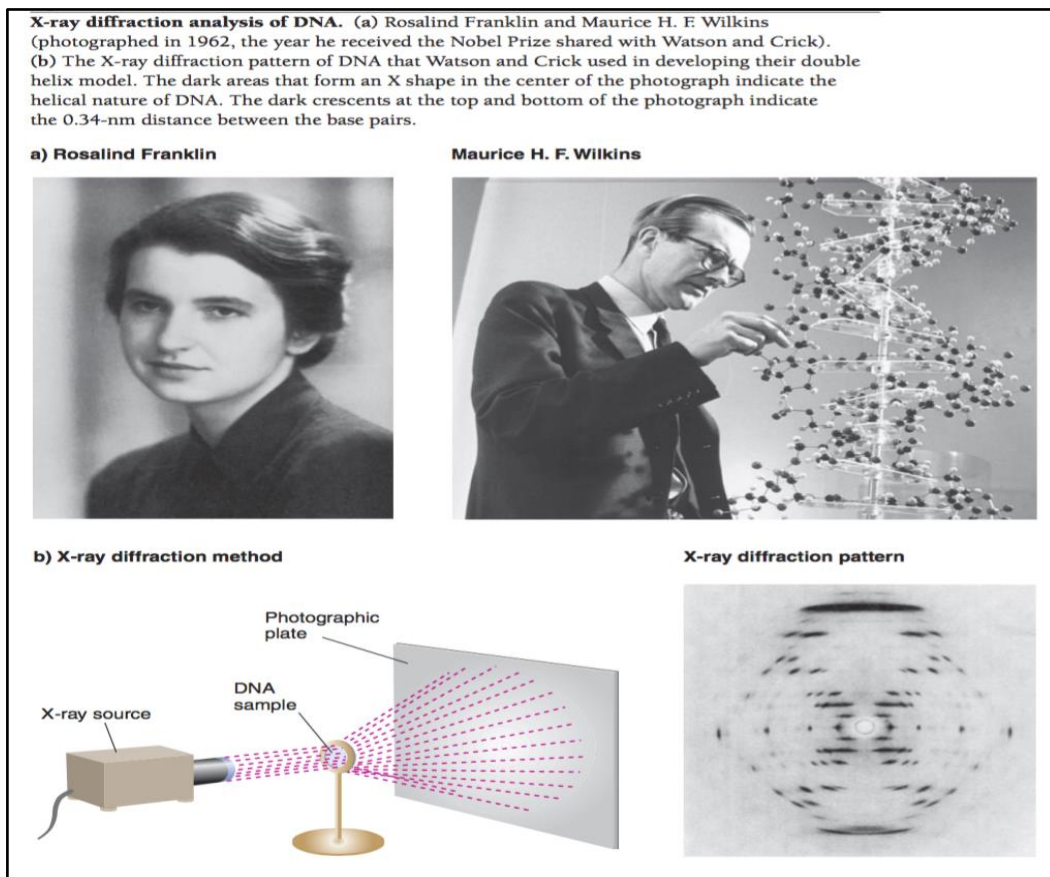 X-ray diffraction analysis of DNA. (a) Rosalind Franklin and Maurice H. F. Wilkins
(photographed in 1962, the year he received the Nobel Prize shared with Watson and Crick).
(b) The X-ray diffraction pattern of DNA that Watson and Crick used in developing their double
helix model. The dark areas that form an X shape in the center of the photograph indicate the
helical nature of DNA. The dark crescents at the top and bottom of the photograph indicate
the 0.34-nm distance between the base pairs.
a) Rosalind Franklin
Maurice H. F. Wilkins
b) X-ray diffraction method
X-ray diffraction pattern
Photographic
plate
DNA
sample
X-ray source